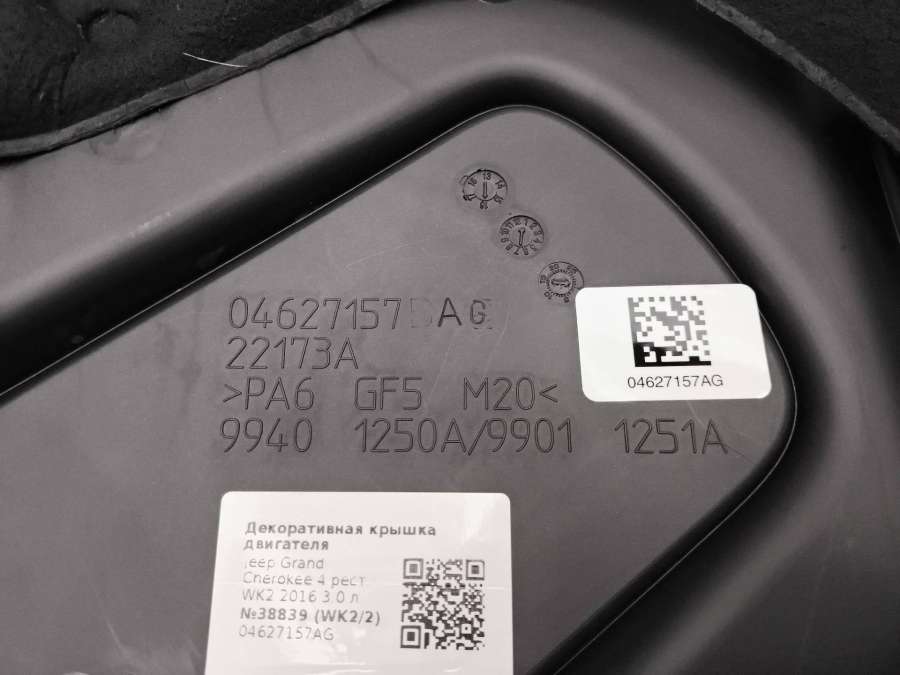 04627157 AG
22173A
>PA6 GF5 M20<
9940 1250A/9901 1251A
04627157AG
Декоративная крышка
двигателя
Jeep Grand
Cherokee 4 рест
WK2 2016 3.0 л
№38839 (WK2/2)
04627157AG